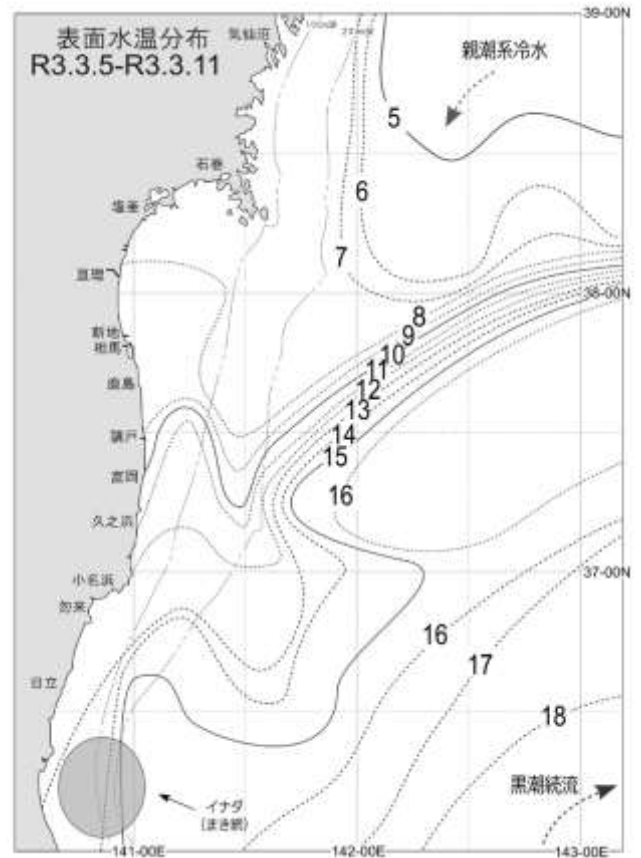 表面水温分布
R3.3.5-R3.3.11
39-00N
気仙沼
親潮系冷水
5
石巻
塩釜
6
7
亘理
38-00N
8
新地
相馬
9
10
11
鹿島
12
13
14
請戸
15
富岡
16
久之浜
小名浜
37-00N
勿来
16
17
日立
18
黒潮続流
イナダ
(まき網)
141-00E
142-00E
143-00E